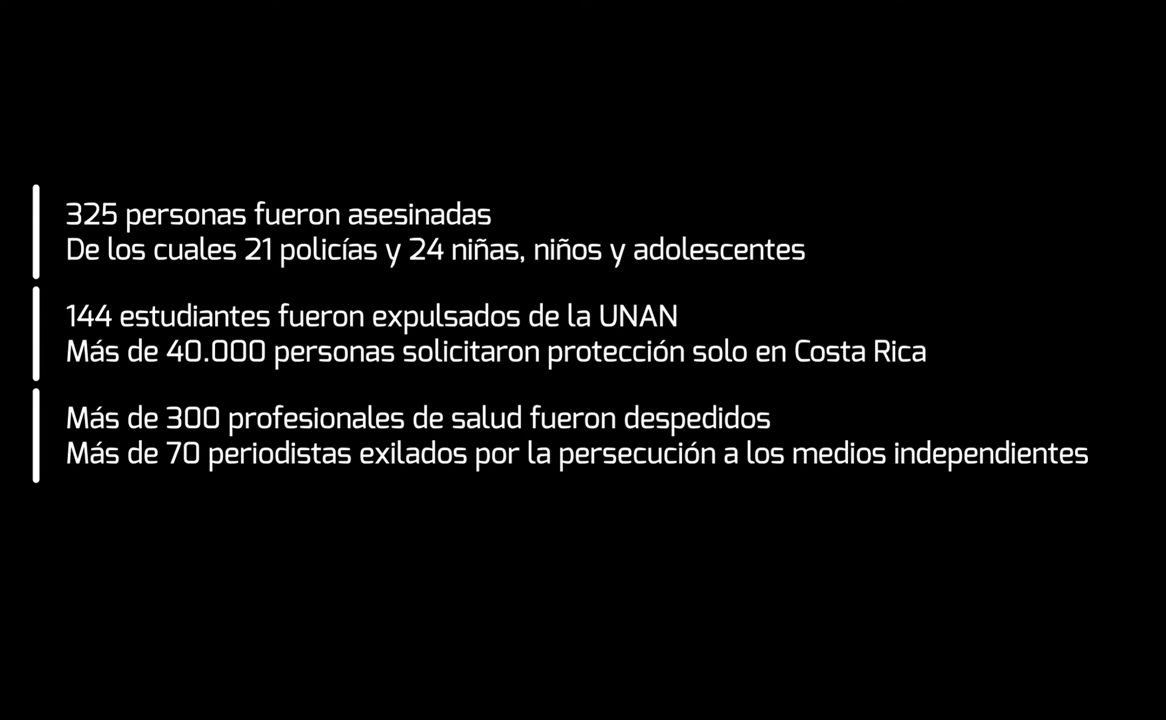 325 personas fueron asesinadas
De los cuales 21 policías y 24 niñas, niños y adolescentes
144 estudiantes fueron expulsados de la UNAN
Más de 40.000 personas solicitaron protección solo en Costa Rica
Más de 300 profesionales de salud fueron despedidos
Más de 70 periodistas exilados por la persecución a los medios independientes